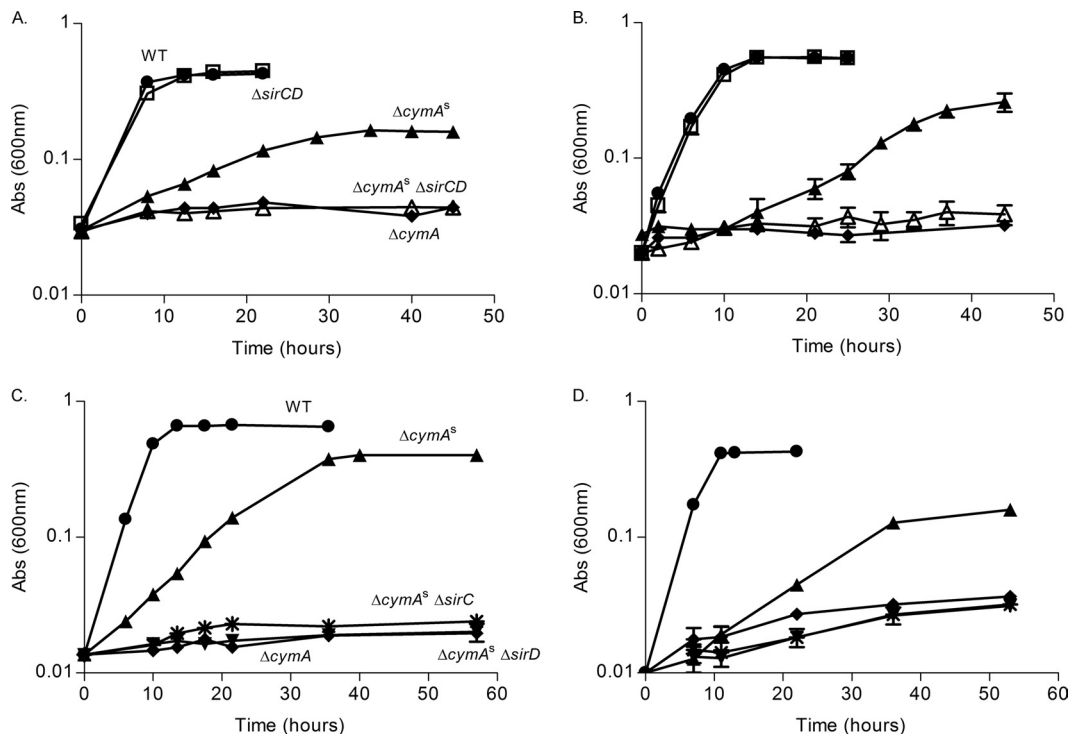 A.
1
0.1
0.01
Abs (600nm)
WT
ΔsirCD
ΔcymAˢ
ΔcymAˢ ΔsirCD
ΔcymA
0 10 20 30 40 50
Time (hours)
B.
1
0.1
0.01
Abs (600nm)
0 10 20 30 40 50
Time (hours)
C.
1
0.1
0.01
Abs (600nm)
WT
ΔcymAˢ
ΔcymAˢ ΔsirC
ΔcymA
ΔcymAˢ ΔsirD
0 10 20 30 40 50 60
Time (hours)
D.
1
0.1
0.01
Abs (600nm)
0 10 20 30 40 50 60
Time (hours)